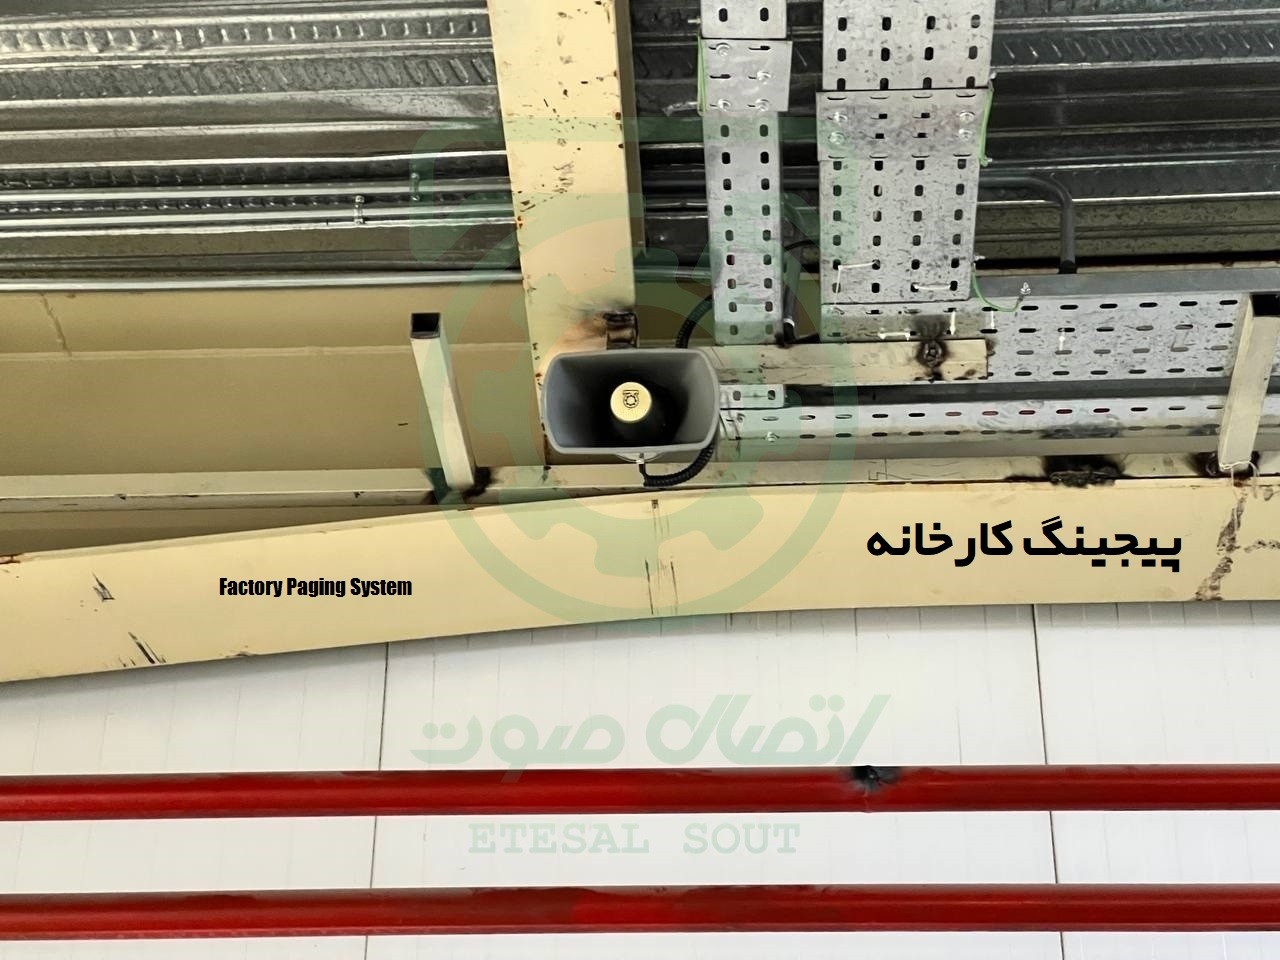 پیجینگ کارخانه
Factory Paging System
اتصال صوت
ETESAL SOUT